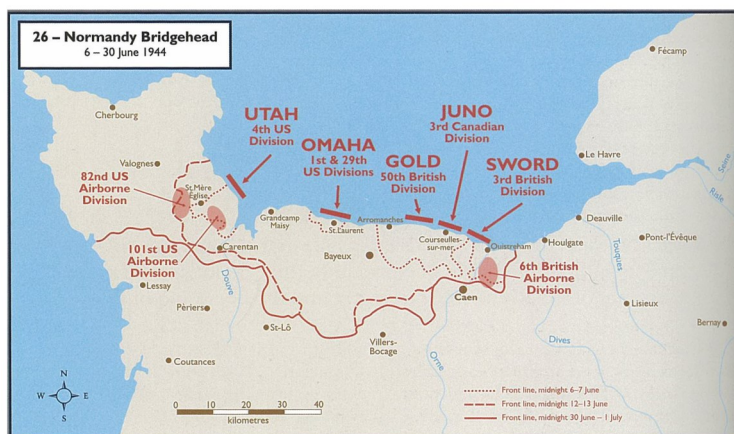 26 – Normandy Bridgehead
6 – 30 June 1944
Fécamp
Cherbourg
UTAH
4th US
Division
JUNO
3rd Canadian
Division
OMAHA
1st & 29th
US Divisions
GOLD
50th British
Division
SWORD
3rd British
Division
Le Havre
Seine
Risle
Valognes
82nd US
Airborne
Division
St.Mère
Église
Grandcamp
Maisy
St.Laurent
Arromanches
Courseulles-
sur-mer
Ouistreham
Houlgate
Deauville
Pont-l'Évêque
Touques
101st US
Airborne
Division
Carentan
Bayeux
6th British
Airborne
Division
Lessay
Douve
Caen
Lisieux
Pèriers
St-Lô
Villers-
Bocage
Orne
Dives
Bernay
Coutances
N
W
E
S
0 10 20 30 40
kilometres
Front line, midnight 6–7 June
Front line, midnight 12–13 June
Front line, midnight 30 June – 1 July